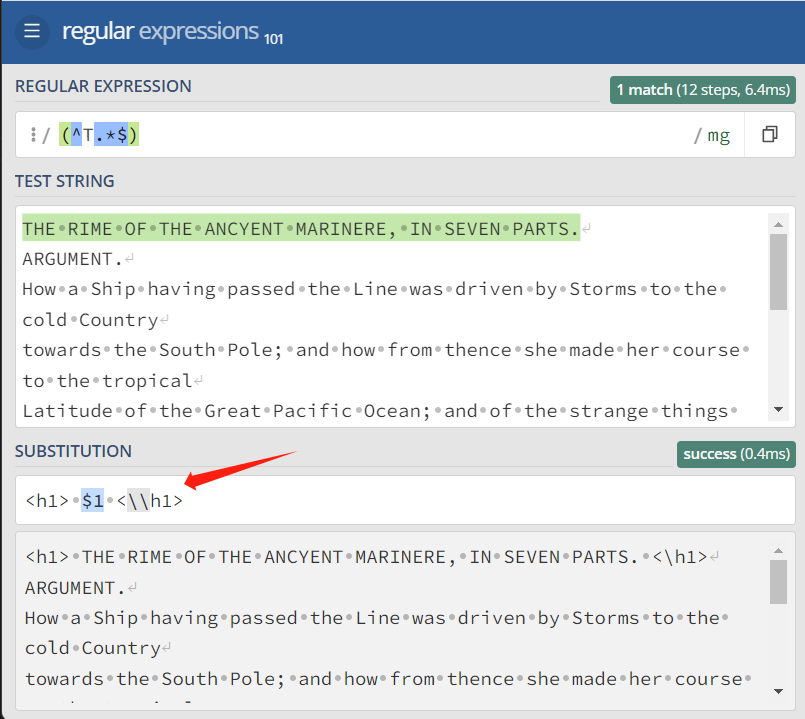 regular expressions 101
REGULAR EXPRESSION
1 match (12 steps, 6.4ms)
/ (^T.*$)
/ mg
TEST STRING
THE•RIME•OF•THE•ANCYENT•MARINERE,•IN•SEVEN•PARTS.↵
ARGUMENT.↵
How•a•Ship•having•passed•the•Line•was•driven•by•Storms•to•the•
cold•Country↵
towards•the•South•Pole;•and•how•from•thence•she•made•her•course•
to•the•tropical↵
Latitude•of•the•Great•Pacific•Ocean;•and•of•the•strange•things•
SUBSTITUTION
success (0.4ms)
<h1>•$1•<\\h1>
<h1>•THE•RIME•OF•THE•ANCYENT•MARINERE,•IN•SEVEN•PARTS.•<\h1>↵
ARGUMENT.↵
How•a•Ship•having•passed•the•Line•was•driven•by•Storms•to•the•
cold•Country↵
towards•the•South•Pole;•and•how•from•thence•she•made•her•course•